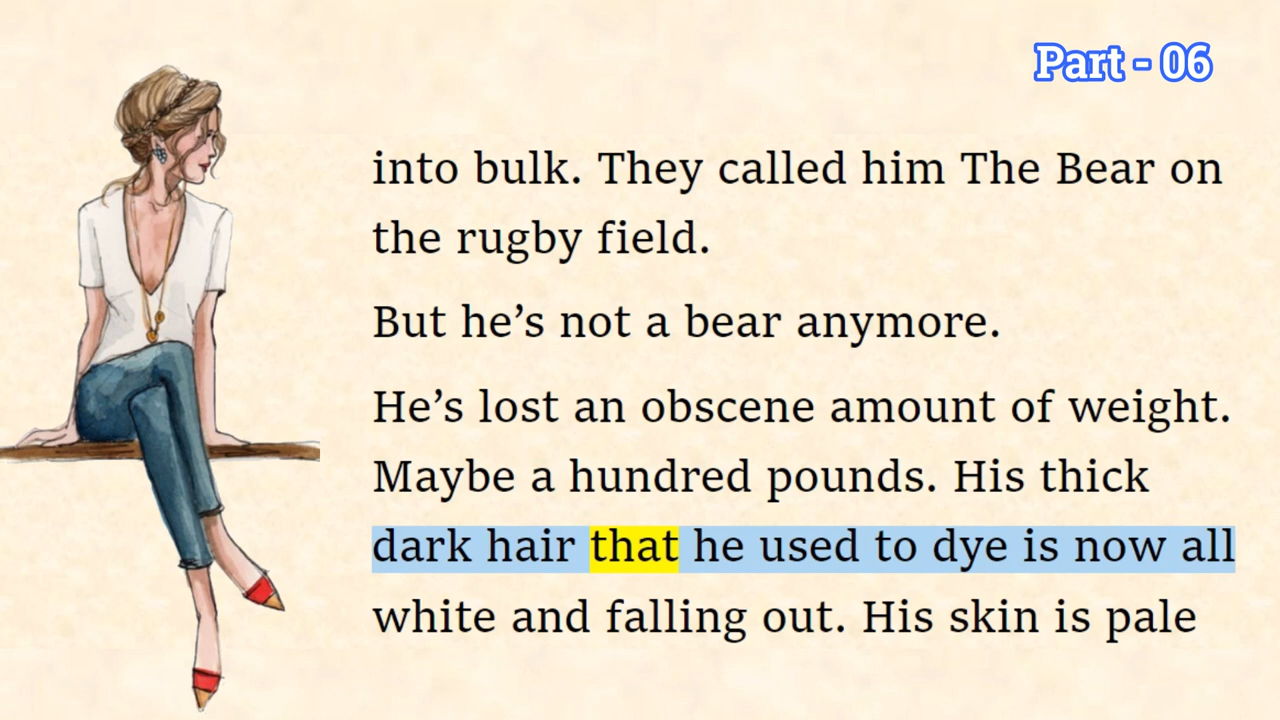 Part - 06
into bulk. They called him The Bear on
the rugby field.
But he’s not a bear anymore.
He’s lost an obscene amount of weight.
Maybe a hundred pounds. His thick
dark hair that he used to dye is now all
white and falling out. His skin is pale